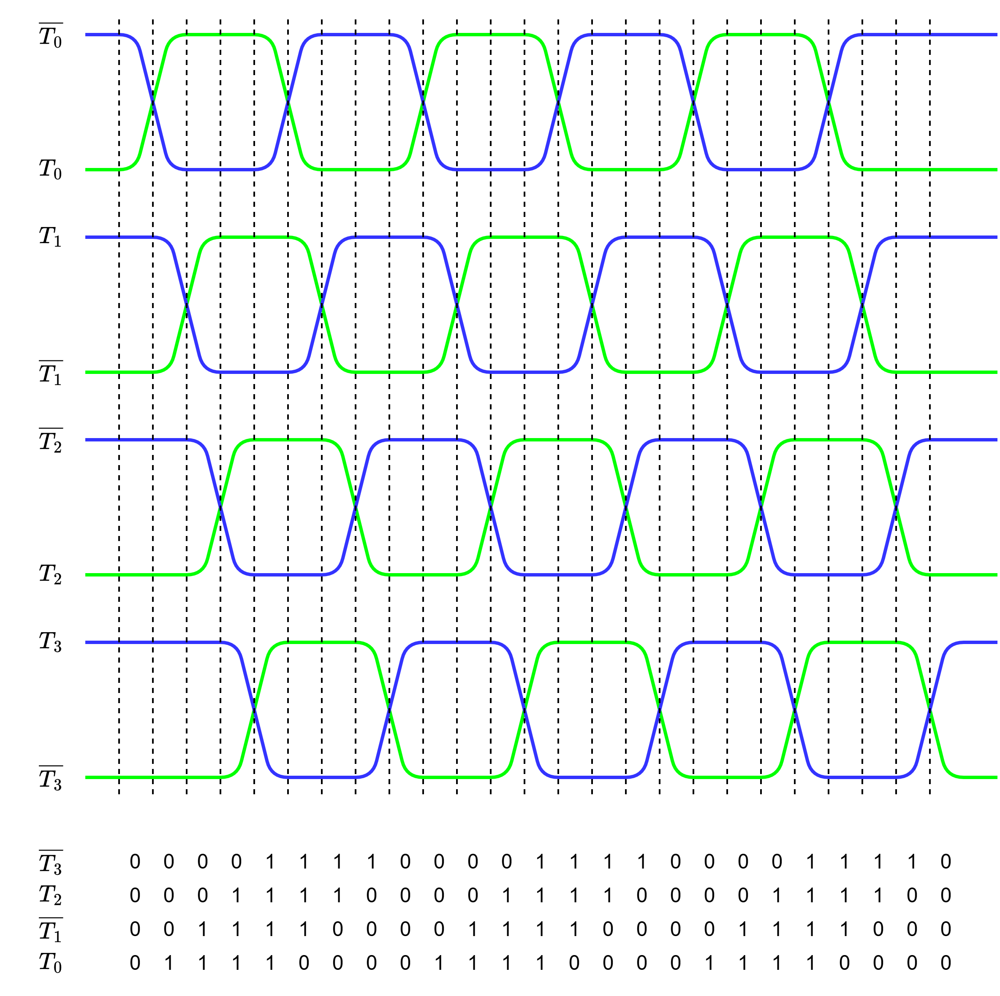 T̅₀
T₀
T₁
T̅₁
T̅₂
T₂
T₃
T̅₃
T̅₃ 0 0 0 0 1 1 1 1 0 0 0 0 1 1 1 1 0 0 0 0 1 1 1 1 0
T₂ 0 0 0 1 1 1 1 0 0 0 0 1 1 1 1 0 0 0 0 1 1 1 1 0 0
T̅₁ 0 0 1 1 1 1 0 0 0 0 1 1 1 1 0 0 0 0 1 1 1 1 0 0 0
T₀ 0 1 1 1 1 0 0 0 0 1 1 1 1 0 0 0 0 1 1 1 1 0 0 0 0